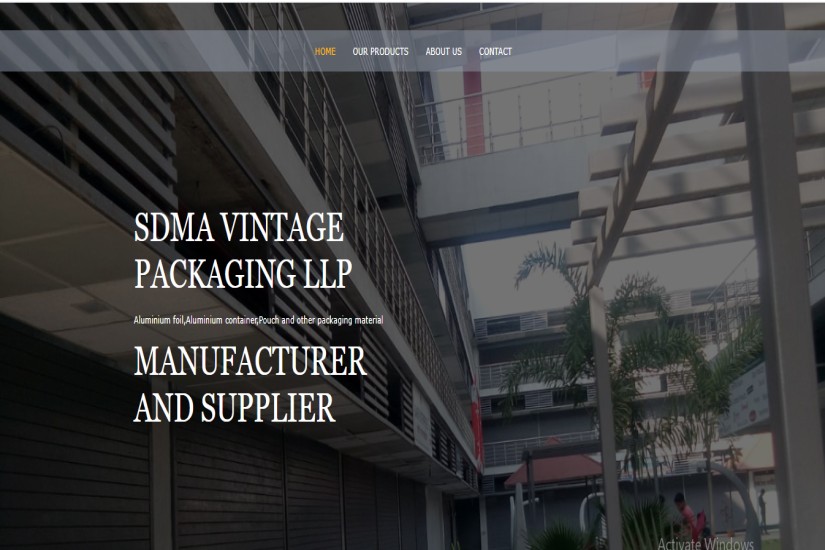 HOME OUR PRODUCTS ABOUT US CONTACT
SDMA VINTAGE
PACKAGING LLP
Aluminium foil,Aluminium container,Pouch and other packaging material
MANUFACTURER
AND SUPPLIER
Activate Windows